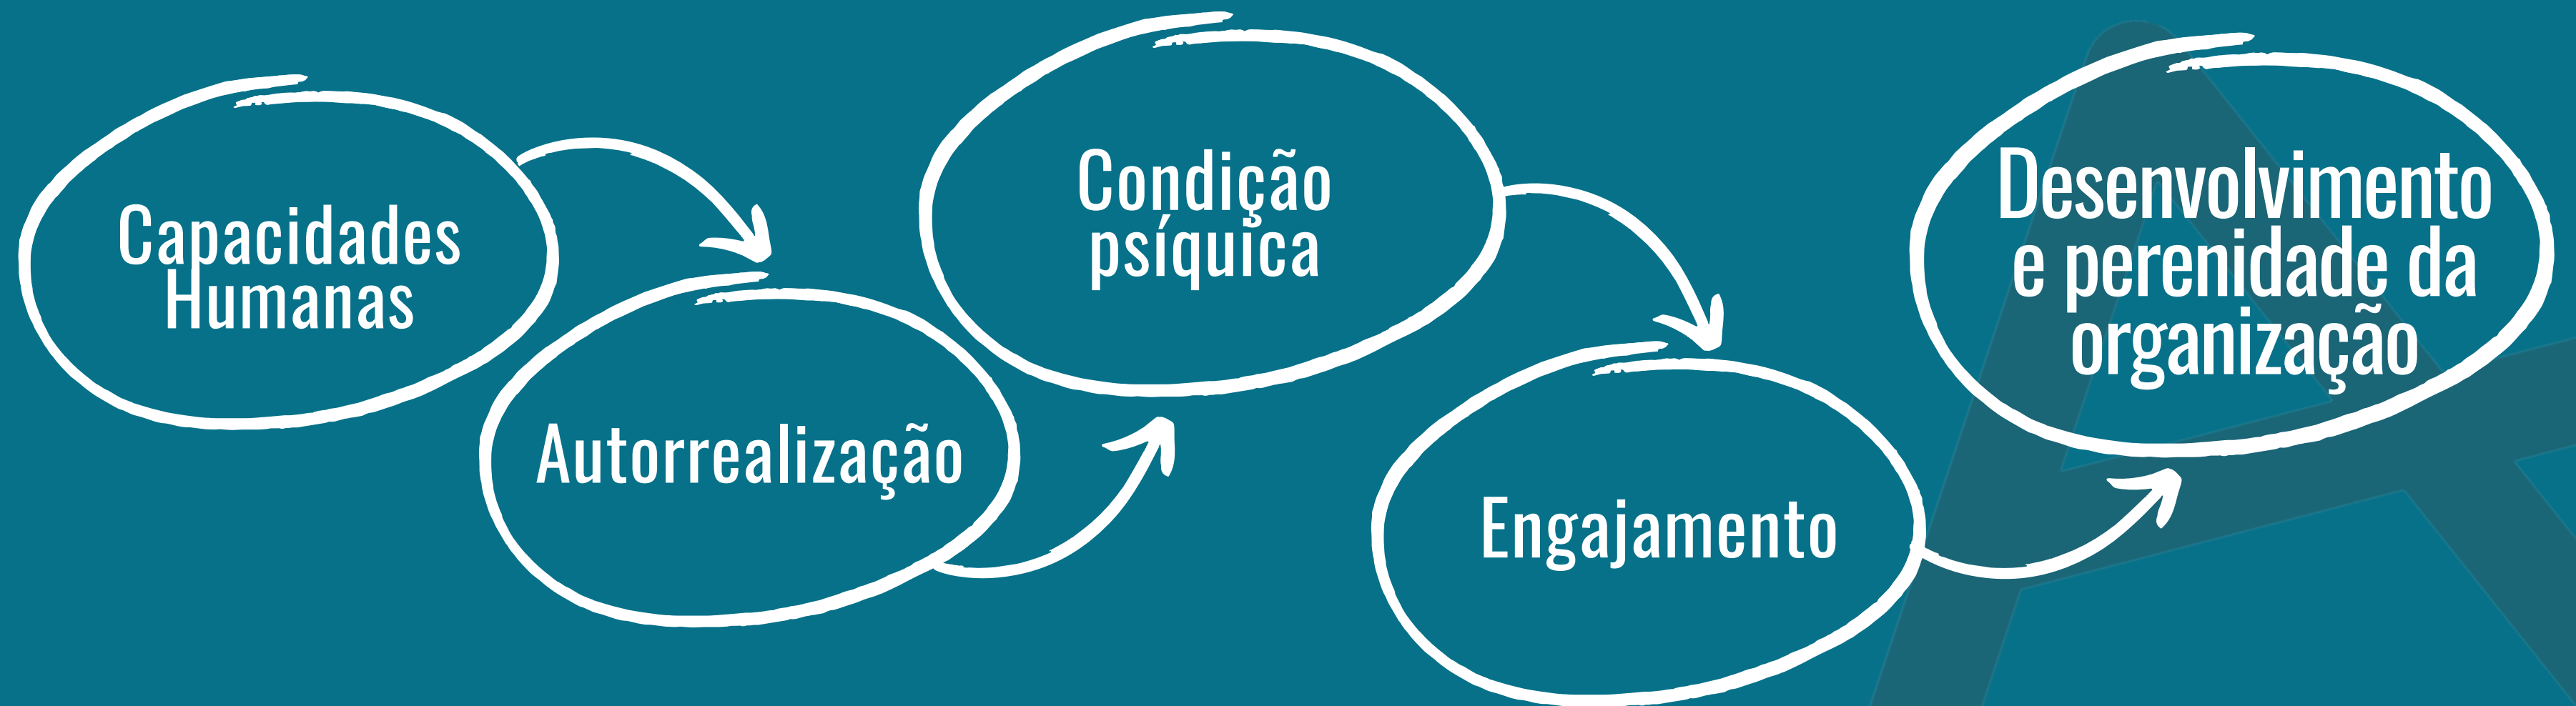 Capacidades
Humanas
Autorrealização
Condição
psíquica
Engajamento
Desenvolvimento
e perenidade da
organização